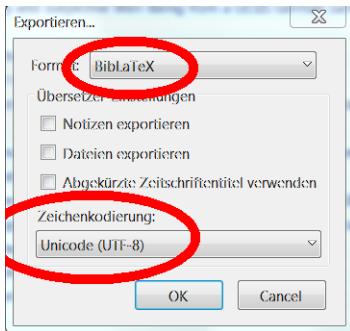 Exportieren...
Format: BibLaTeX
Übersetzer-Einstellungen
Notizen exportieren
Dateien exportieren
Abgekürzte Zeitschriftentitel verwenden
Zeichenkodierung:
Unicode (UTF-8)
OK Cancel